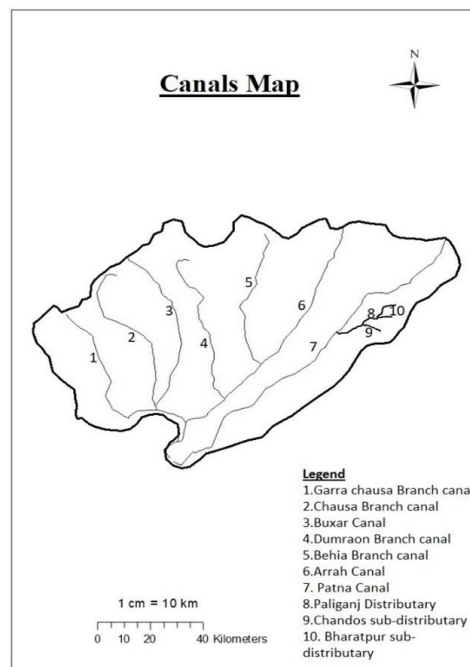 Canals Map
N
1
2
3
4
5
6
7
8
9
10
Legend
1.Garra chausa Branch canal
2.Chausa Branch canal
3.Buxar Canal
4.Dumraon Branch canal
5.Behia Branch canal
6.Arrah Canal
7. Patna Canal
8.Paliganj Distributary
9.Chandos sub-distributary
10. Bharatpur sub-
distributary
1 cm = 10 km
0 5 10 20 30 40 Kilometers